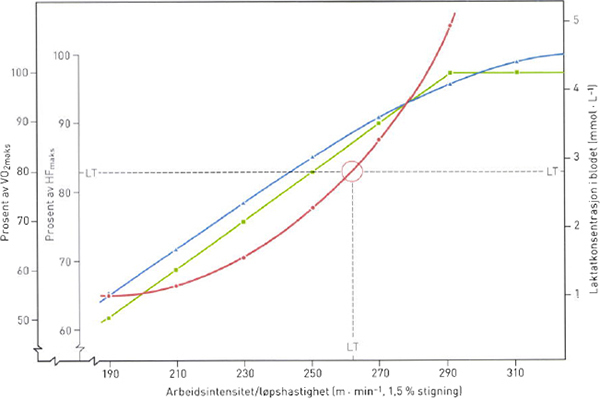 Prosent av VO2maks
100
90
80
70
60
50
Prosent av HFmaks
100
90
80
70
60
LT
LT
LT
5
4
3
2
1
Laktatkonsentrasjon i blodet (mmol · L⁻¹)
190 210 230 250 270 290 310
Arbeidsintensitet/løpshastighet (m · min⁻¹, 1,5 % stigning)